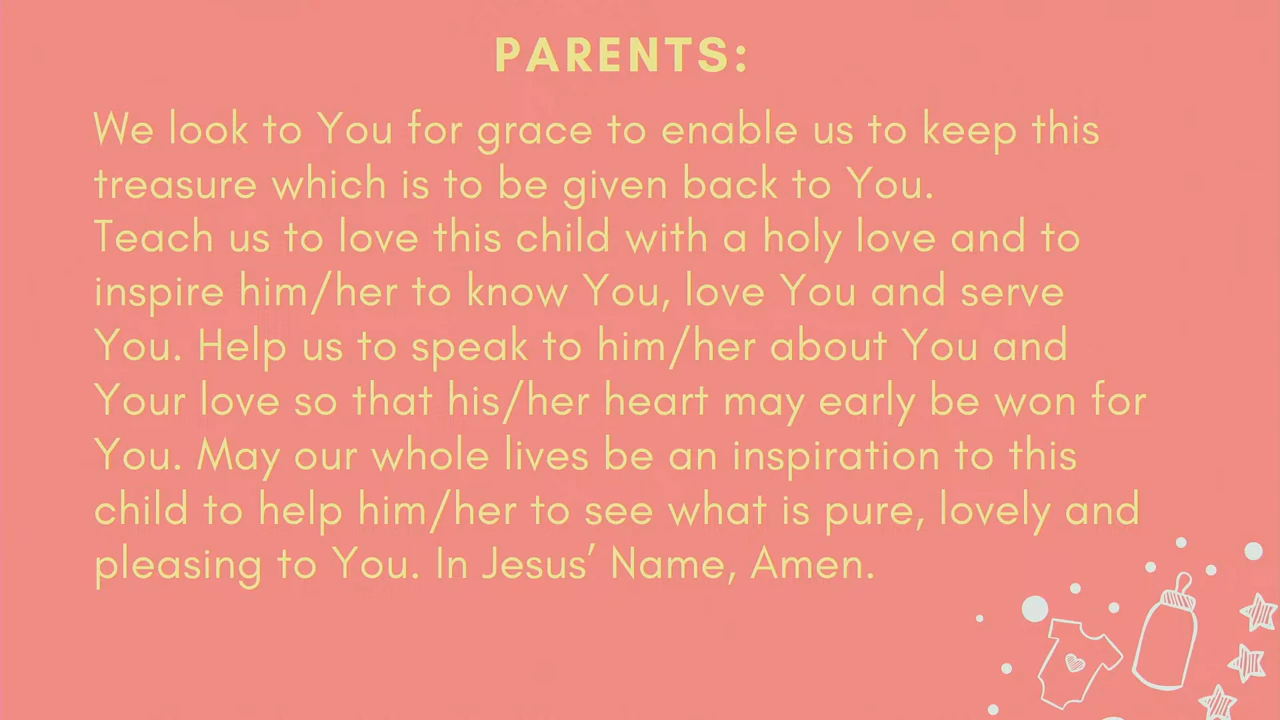 PARENTS:
We look to You for grace to enable us to keep this
treasure which is to be given back to You.
Teach us to love this child with a holy love and to
inspire him/her to know You, love You and serve
You. Help us to speak to him/her about You and
Your love so that his/her heart may early be won for
You. May our whole lives be an inspiration to this
child to help him/her to see what is pure, lovely and
pleasing to You. In Jesus’ Name, Amen.